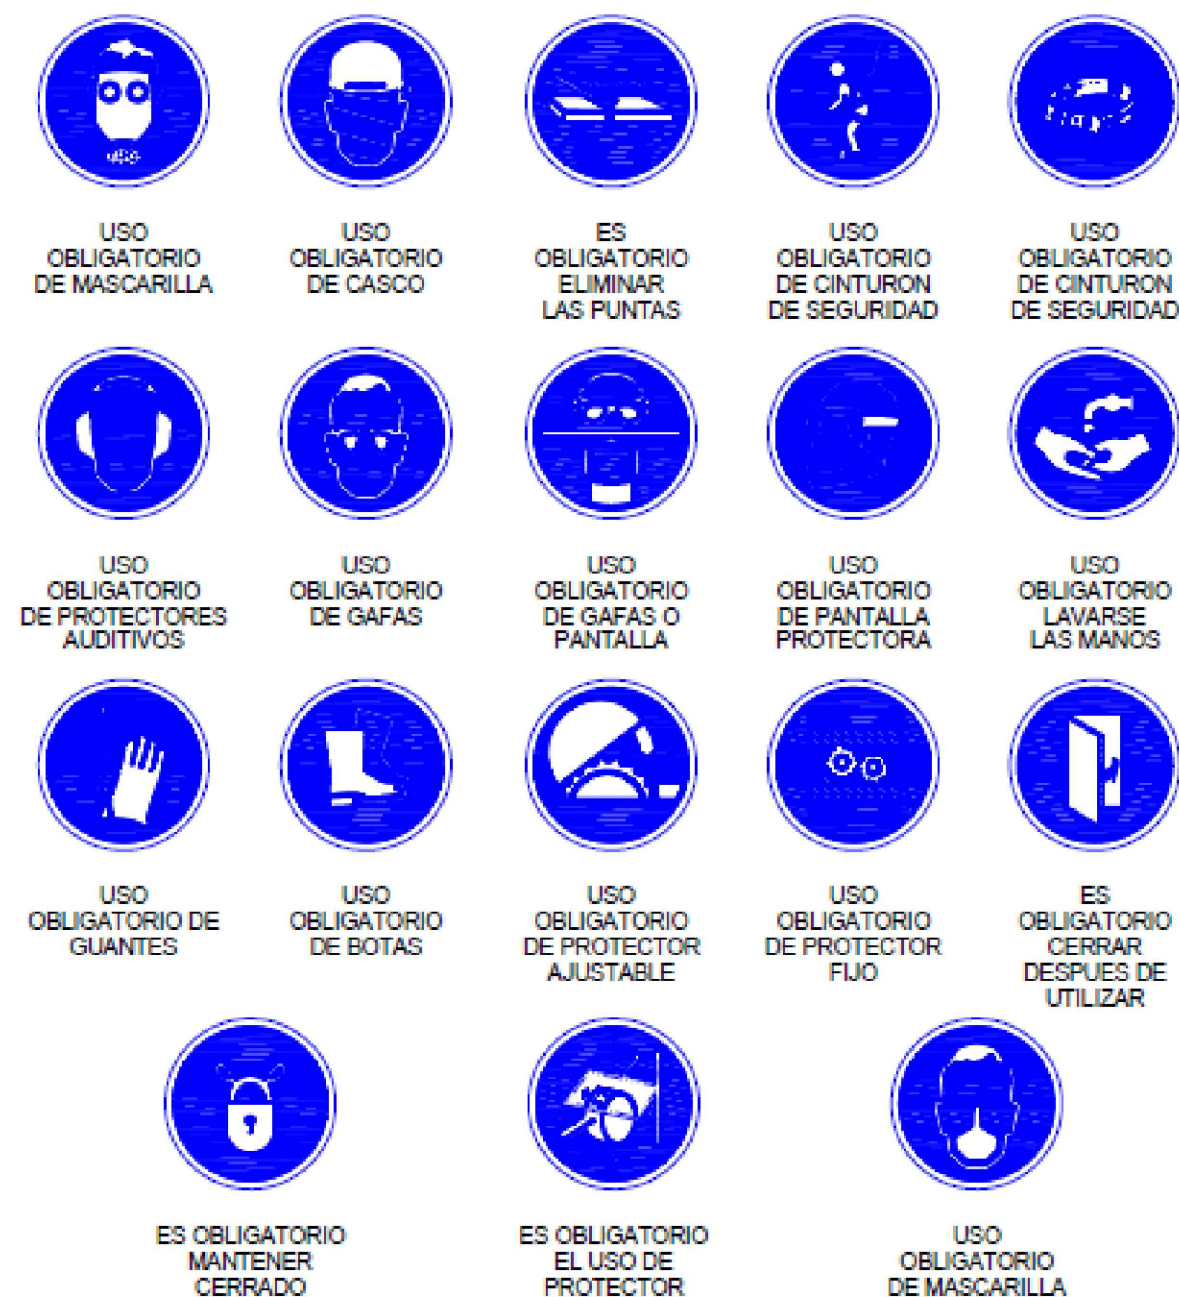 USO
OBLIGATORIO
DE MASCARILLA
USO
OBLIGATORIO
DE CASCO
ES
OBLIGATORIO
ELIMINAR
LAS PUNTAS
USO
OBLIGATORIO
DE CINTURON
DE SEGURIDAD
USO
OBLIGATORIO
DE CINTURON
DE SEGURIDAD
USO
OBLIGATORIO
DE PROTECTORES
AUDITIVOS
USO
OBLIGATORIO
DE GAFAS
USO
OBLIGATORIO
DE GAFAS O
PANTALLA
USO
OBLIGATORIO
DE PANTALLA
PROTECTORA
USO
OBLIGATORIO
LAVARSE
LAS MANOS
USO
OBLIGATORIO DE
GUANTES
USO
OBLIGATORIO
DE BOTAS
USO
OBLIGATORIO
DE PROTECTOR
AJUSTABLE
USO
OBLIGATORIO
DE PROTECTOR
FIJO
ES
OBLIGATORIO
CERRAR
DESPUES DE
UTILIZAR
ES OBLIGATORIO
MANTENER
CERRADO
ES OBLIGATORIO
EL USO DE
PROTECTOR
USO
OBLIGATORIO
DE MASCARILLA